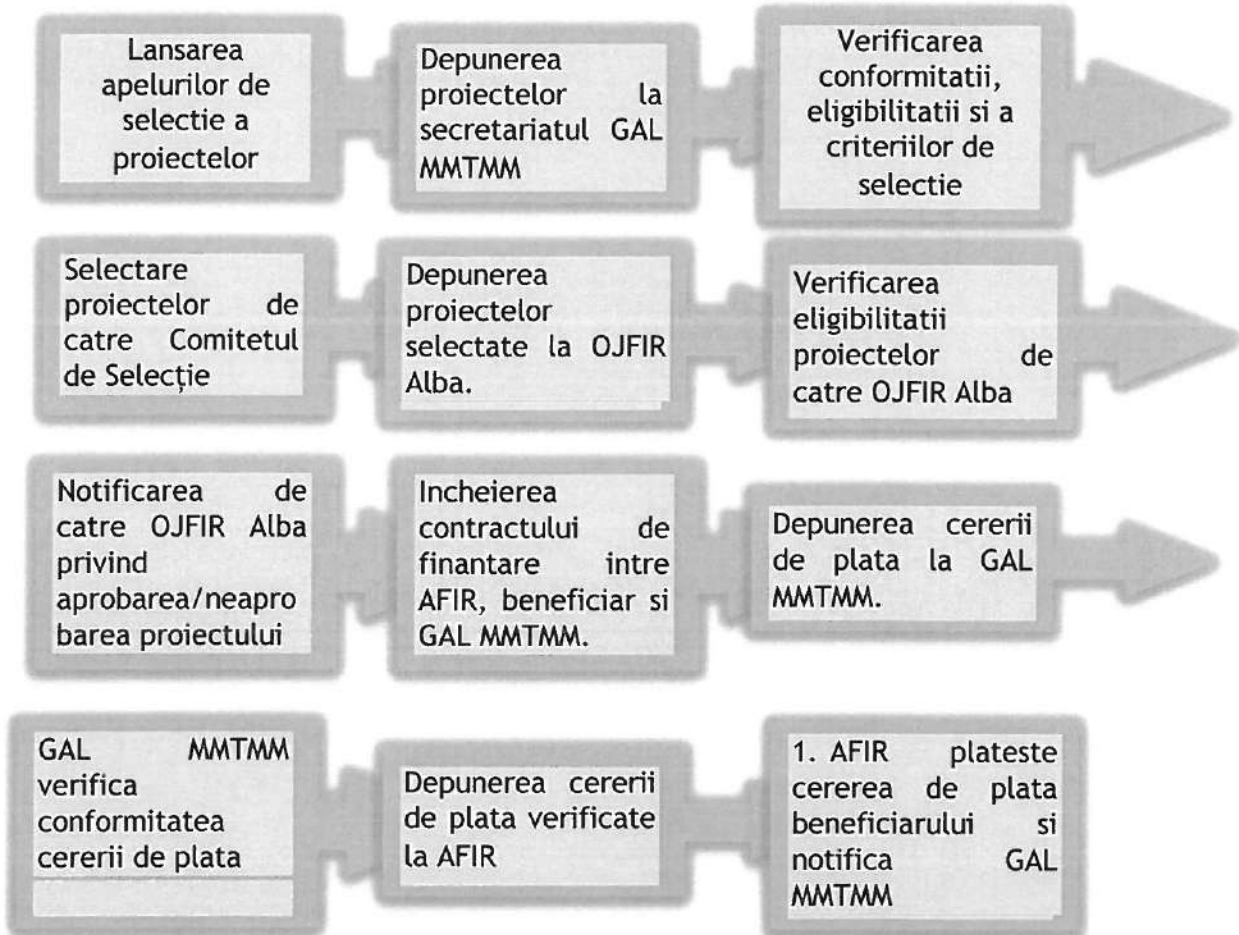 Lansarea
apelurilor de
selectie a
proiectelor
Depunerea
proiectelor la
secretariatul GAL
MMTMM
Verificarea
conformitatii,
eligibilitatii si a
criteriilor de
selectie
Selectare
proiectelor de
catre Comitetul
de Selecție
Depunerea
proiectelor
selectate la OJFIR
Alba.
Verificarea
eligibilitatii
proiectelor de
catre OJFIR Alba
Notificarea de
catre OJFIR Alba
privind
aprobarea/neapro
barea proiectului
Incheierea
contractului de
finantare intre
AFIR, beneficiar si
GAL MMTMM.
Depunerea cererii
de plata la GAL
MMTMM.
GAL MMTMM
verifica
conformitatea
cererii de plata
Depunerea cererii
de plata verificate
la AFIR
1. AFIR plateste
cererea de plata
beneficiarului si
notifica GAL
MMTMM